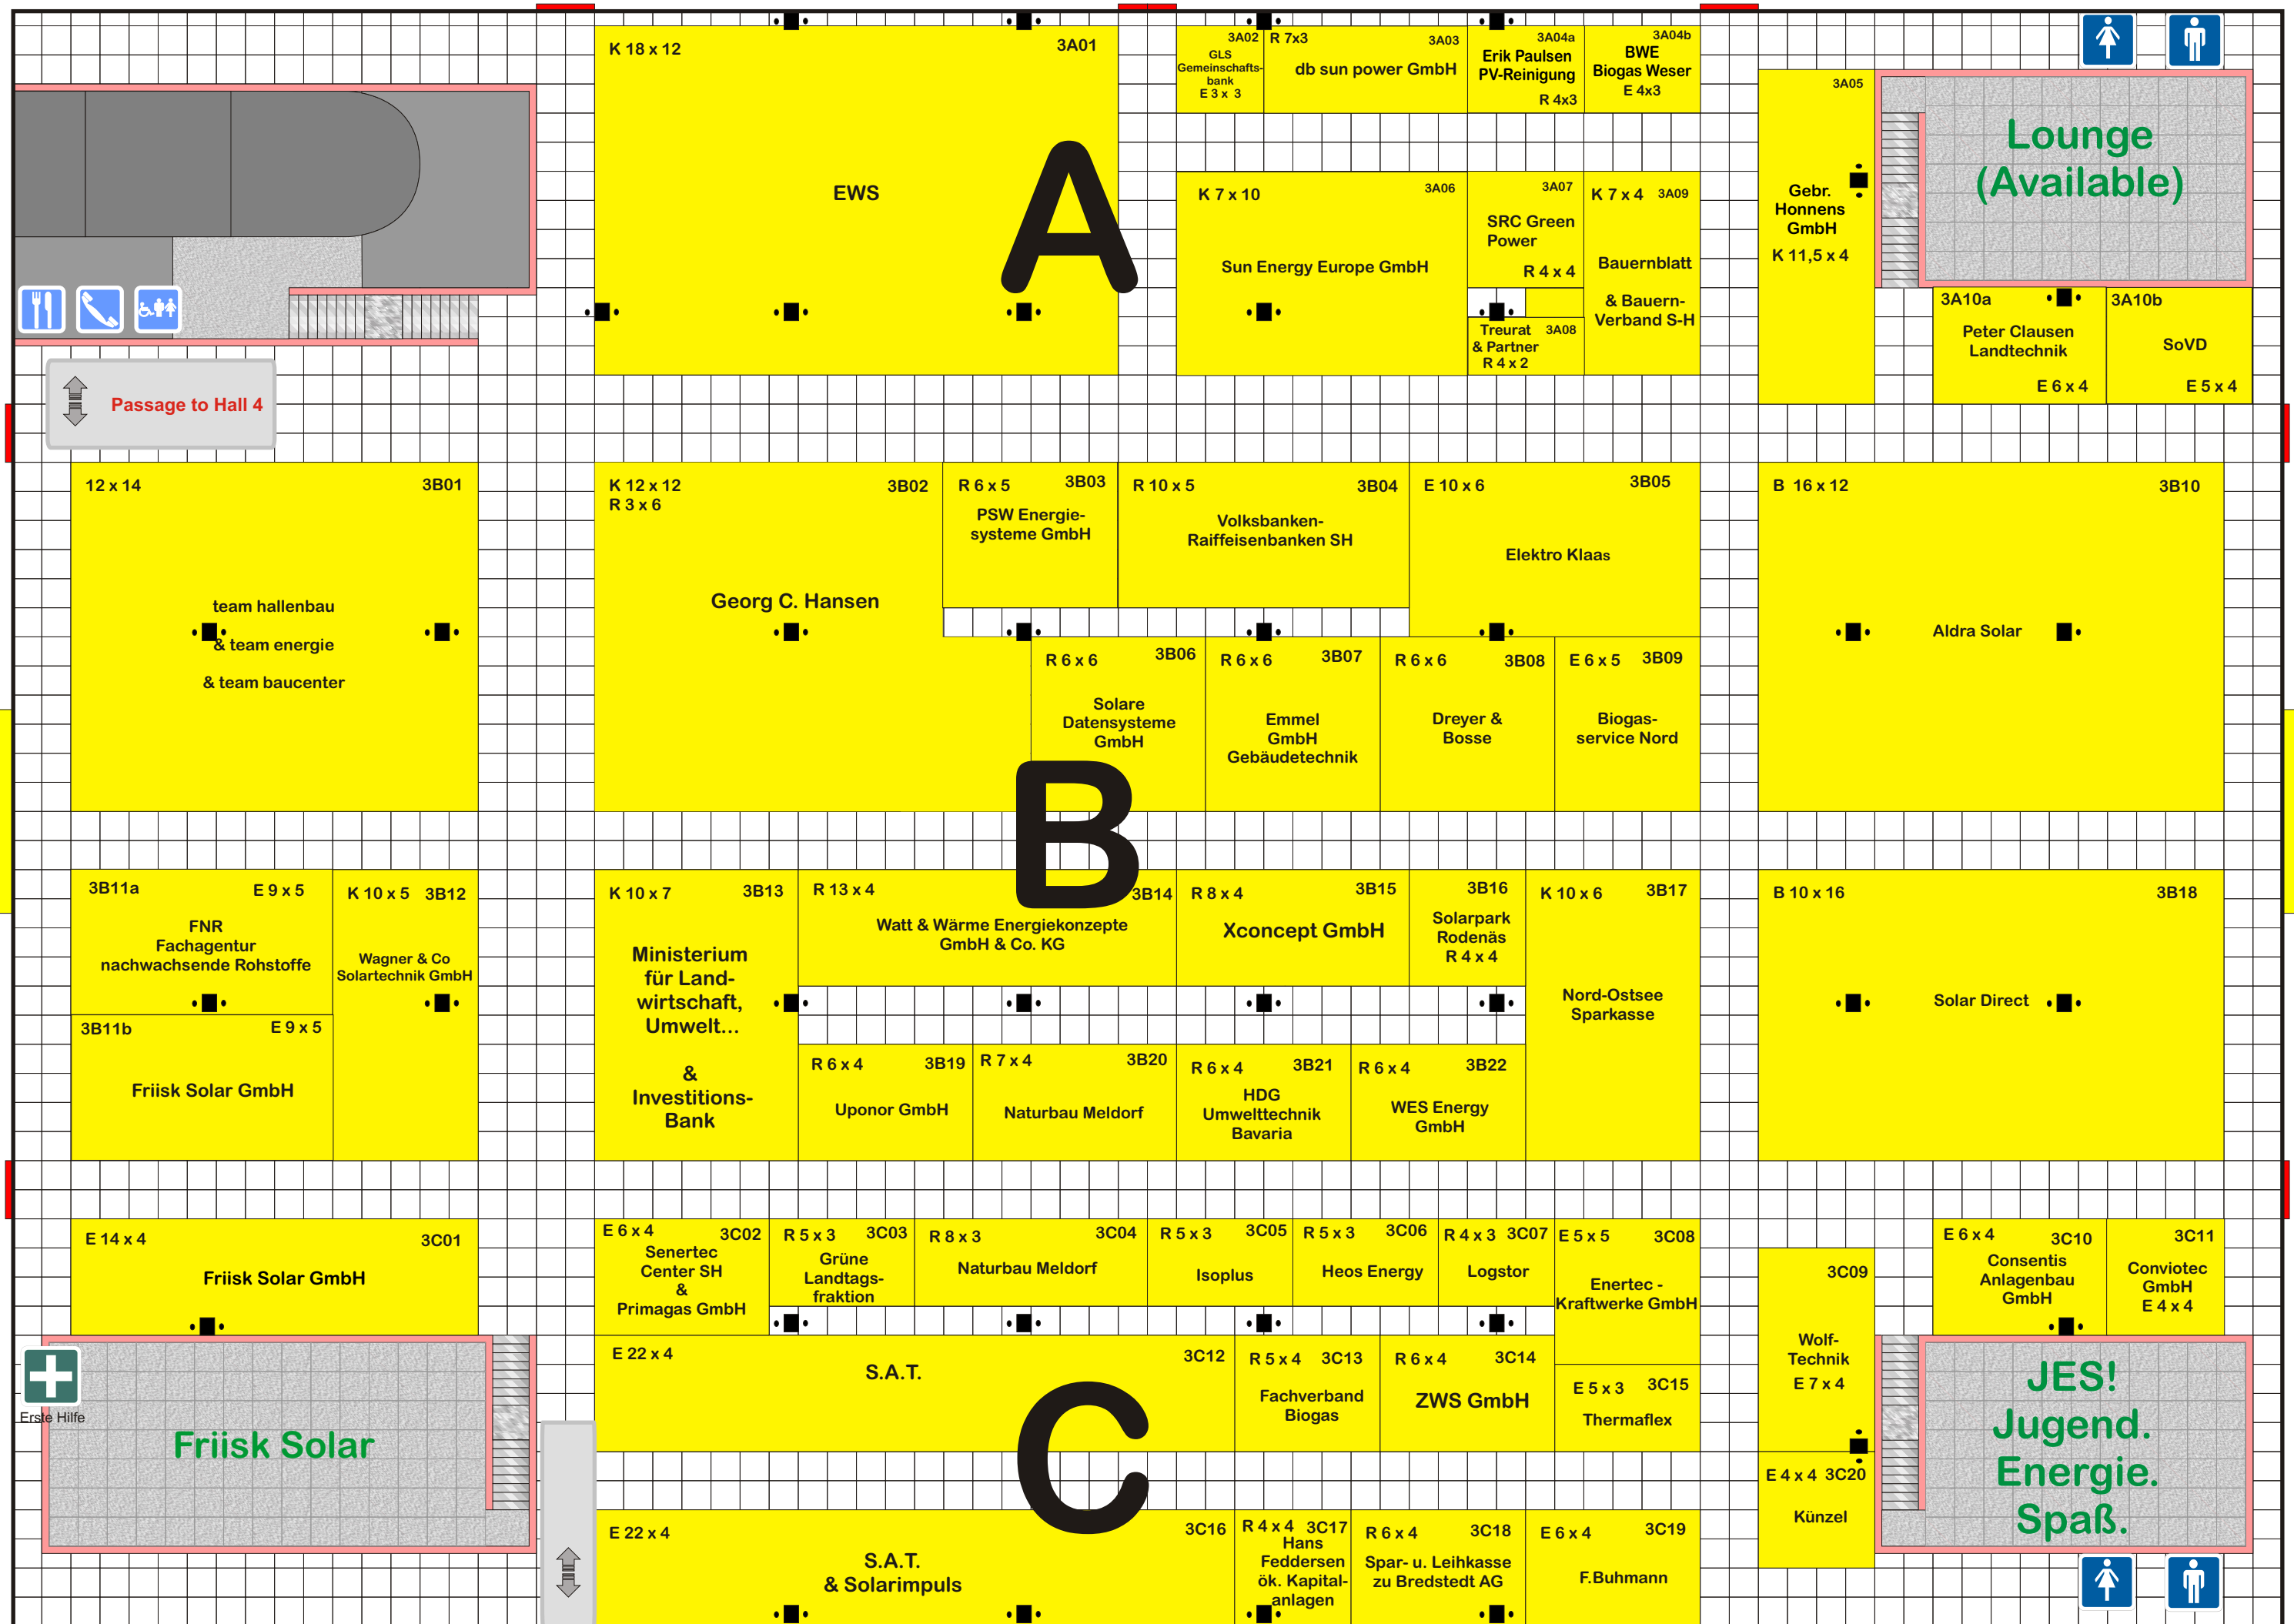 K 18 x 12
3A01
EWS
A
3A02
GLS
Gemeinschafts-
bank
E 3 x 3
R 7x3
3A03
db sun power GmbH
3A04a
Erik Paulsen
PV-Reinigung
R 4x3
3A04b
BWE
Biogas Weser
E 4x3
3A05
Gebr.
Honnens
GmbH
K 11,5 x 4
Lounge
(Available)
K 7 x 10
3A06
Sun Energy Europe GmbH
3A07
SRC Green
Power
R 4 x 4
K 7 x 4
3A09
Bauernblatt
& Bauern-
Verband S-H
Treurat
3A08
& Partner
R 4 x 2
3A10a
Peter Clausen
Landtechnik
E 6 x 4
3A10b
SoVD
E 5 x 4
Passage to Hall 4
12 x 14
3B01
team hallenbau
& team energie
& team baucenter
K 12 x 12
R 3 x 6
3B02
Georg C. Hansen
R 6 x 5
3B03
PSW Energie-
systeme GmbH
R 10 x 5
3B04
Volksbanken-
Raiffeisenbanken SH
E 10 x 6
3B05
Elektro Klaas
B 16 x 12
3B10
Aldra Solar
R 6 x 6
3B06
Solare
Datensysteme
GmbH
R 6 x 6
3B07
Emmel
GmbH
Gebäudetechnik
R 6 x 6
3B08
Dreyer &
Bosse
E 6 x 5
3B09
Biogas-
service Nord
B
3B11a
E 9 x 5
FNR
Fachagentur
nachwachsende Rohstoffe
K 10 x 5
3B12
Wagner & Co
Solartechnik GmbH
3B11b
E 9 x 5
Friisk Solar GmbH
K 10 x 7
3B13
Ministerium
für Land-
wirtschaft,
Umwelt...
&
Investitions-
Bank
R 13 x 4
3B14
Watt & Wärme Energiekonzepte
GmbH & Co. KG
R 8 x 4
3B15
Xconcept GmbH
3B16
Solarpark
Rodenäs
R 4 x 4
K 10 x 6
3B17
Nord-Ostsee
Sparkasse
B 10 x 16
3B18
Solar Direct
R 6 x 4
3B19
Uponor GmbH
R 7 x 4
3B20
Naturbau Meldorf
R 6 x 4
3B21
HDG
Umwelttechnik
Bavaria
R 6 x 4
3B22
WES Energy
GmbH
E 14 x 4
3C01
Friisk Solar GmbH
E 6 x 4
3C02
Senertec
Center SH
&
Primagas GmbH
R 5 x 3
3C03
Grüne
Landtags-
fraktion
R 8 x 3
3C04
Naturbau Meldorf
R 5 x 3
3C05
Isoplus
R 5 x 3
3C06
Heos Energy
R 4 x 3
3C07
Logstor
E 5 x 5
3C08
Enertec -
Kraftwerke GmbH
3C09
Wolf-
Technik
E 7 x 4
E 6 x 4
3C10
Consentis
Anlagenbau
GmbH
3C11
Conviotec
GmbH
E 4 x 4
Erste Hilfe
Friisk Solar
E 22 x 4
3C12
S.A.T.
R 5 x 4
3C13
Fachverband
Biogas
R 6 x 4
3C14
ZWS GmbH
E 5 x 3
3C15
Thermaflex
JES!
Jugend.
Energie.
Spaß.
C
E 4 x 4
3C20
Künzel
E 22 x 4
3C16
S.A.T.
& Solarimpuls
R 4 x 4
3C17
Hans
Feddersen
ök. Kapital-
anlagen
R 6 x 4
3C18
Spar- u. Leihkasse
zu Bredstedt AG
E 6 x 4
3C19
F.Buhmann